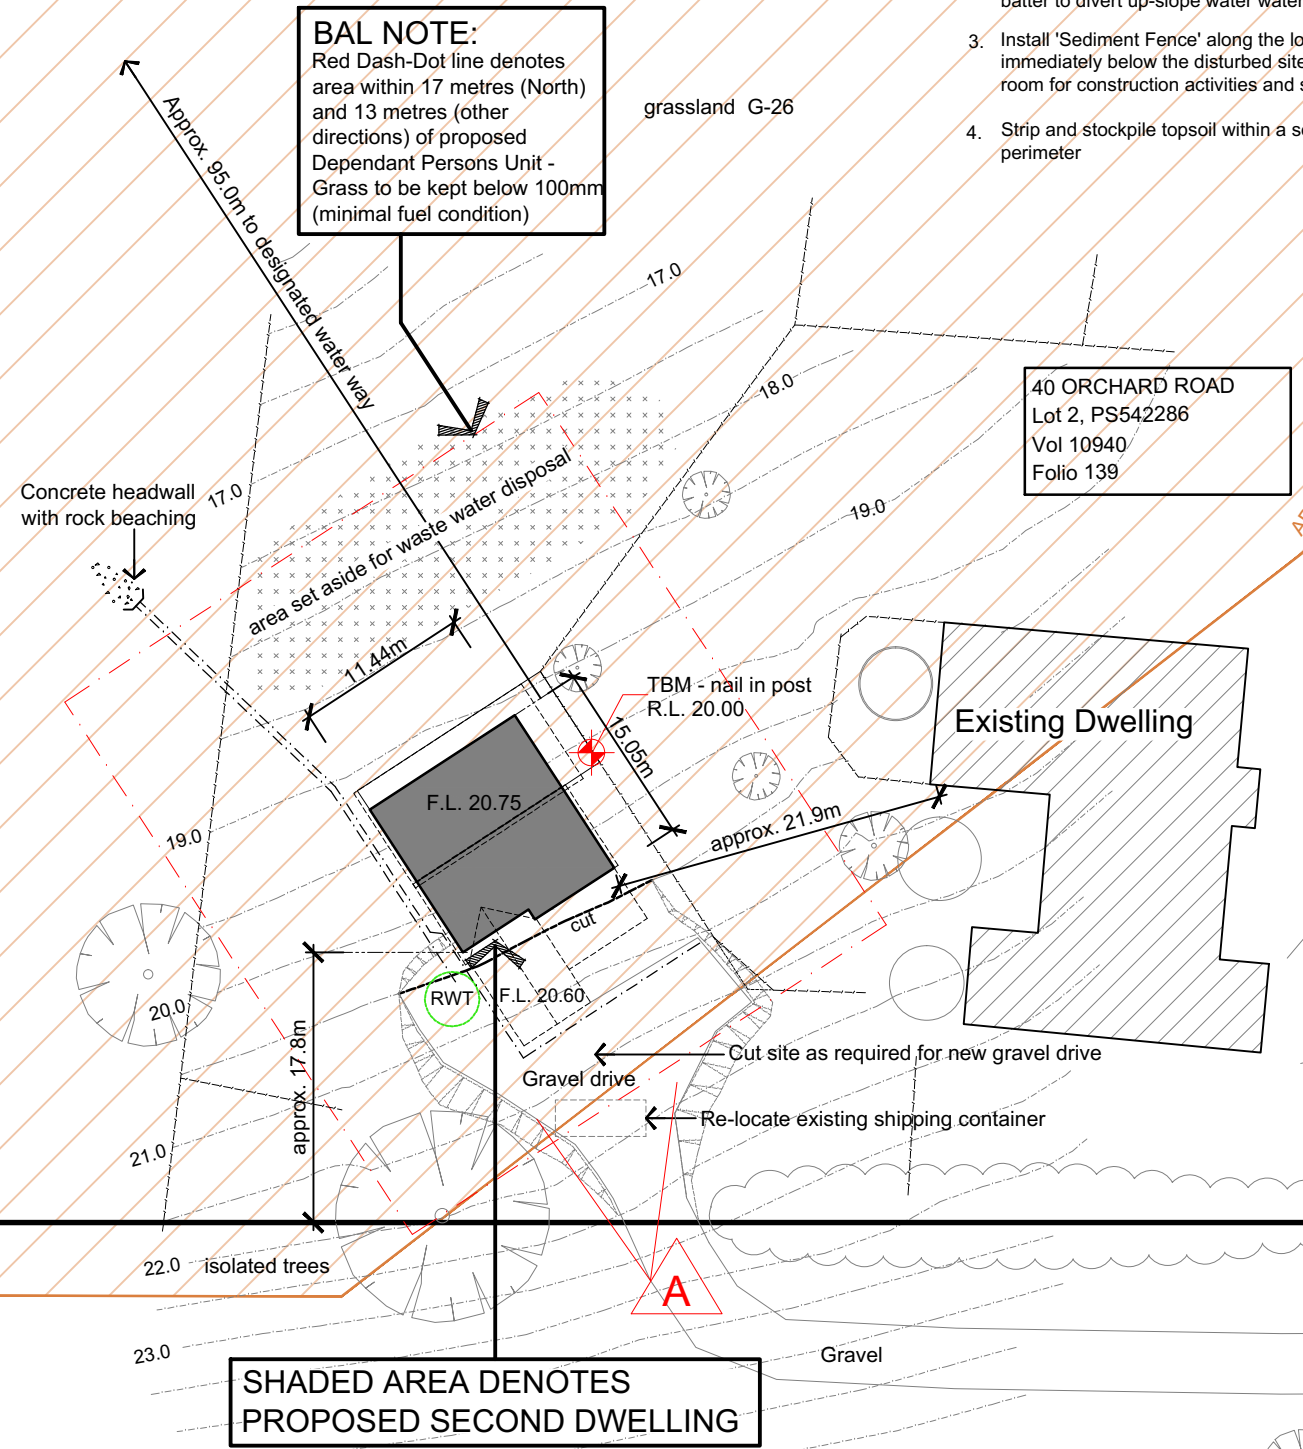 BAL NOTE:
Red Dash-Dot line denotes
area within 17 metres (North)
and 13 metres (other
directions) of proposed
Dependant Persons Unit -
Grass to be kept below 100mm
(minimal fuel condition)
batter to divert up-slope water water
3. Install 'Sediment Fence' along the
immediately below the disturbed site
room for construction activities and
4. Strip and stockpile topsoil within a
perimeter
grassland G-26
Approx. 95.0m to designated water way
17.0
18.0
40 ORCHARD ROAD
Lot 2, PS542286
Vol 10940
Folio 139
Concrete headwall
with rock beaching
17.0
19.0
area set aside for waste water disposal
11.44m
TBM - nail in post
R.L. 20.00
15.05m
Existing Dwelling
F.L. 20.75
approx. 21.9m
19.0
cut
20.0
RWT
F.L. 20.60
approx. 17.8m
Cut site as required for new gravel drive
Gravel drive
Re-locate existing shipping container
21.0
22.0
isolated trees
A
23.0
Gravel
SHADED AREA DENOTES
PROPOSED SECOND DWELLING